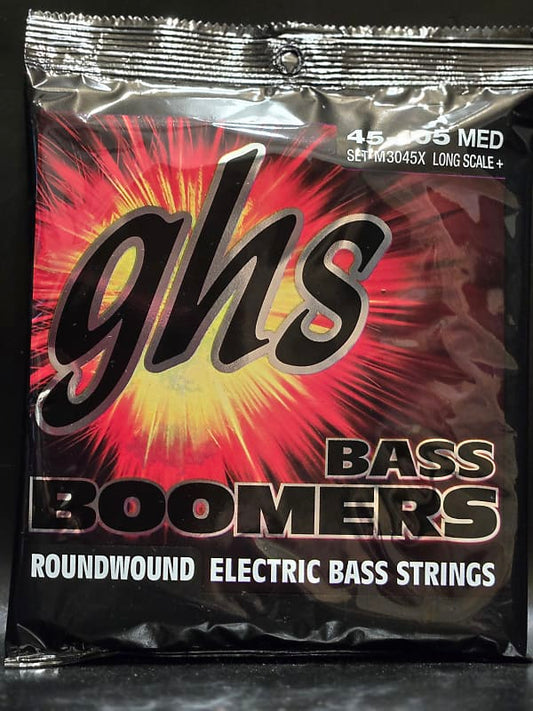 45-105 MED
SET M3045X LONG SCALE +
ghs
BASS
BOOMERS
ROUNDWOUND ELECTRIC BASS STRINGS